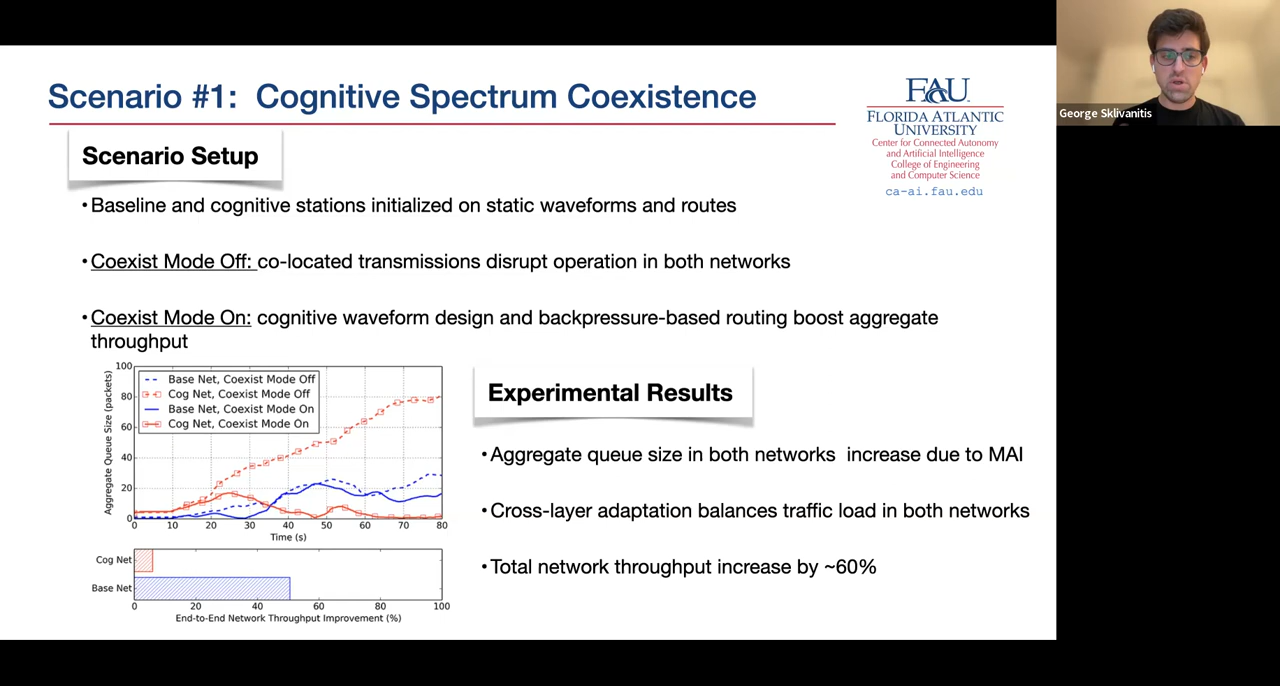 Scenario #1: Cognitive Spectrum Coexistence
FAU
FLORIDA ATLANTIC
UNIVERSITY
Center for Connected Autonomy
and Artificial Intelligence
College of Engineering
and Computer Science
ca-ai.fau.edu
George Sklivanitis
Scenario Setup
•Baseline and cognitive stations initialized on static waveforms and routes
•Coexist Mode Off: co-located transmissions disrupt operation in both networks
•Coexist Mode On: cognitive waveform design and backpressure-based routing boost aggregate
throughput
Aggregate Queue Size (packets)
100
80
60
40
20
0
Base Net, Coexist Mode Off
Cog Net, Coexist Mode Off
Base Net, Coexist Mode On
Cog Net, Coexist Mode On
0 10 20 30 40 50 60 70 80
Time (s)
Cog Net
Base Net
0 20 40 60 80 100
End-to-End Network Throughput Improvement (%)
Experimental Results
•Aggregate queue size in both networks increase due to MAI
•Cross-layer adaptation balances traffic load in both networks
•Total network throughput increase by ~60%